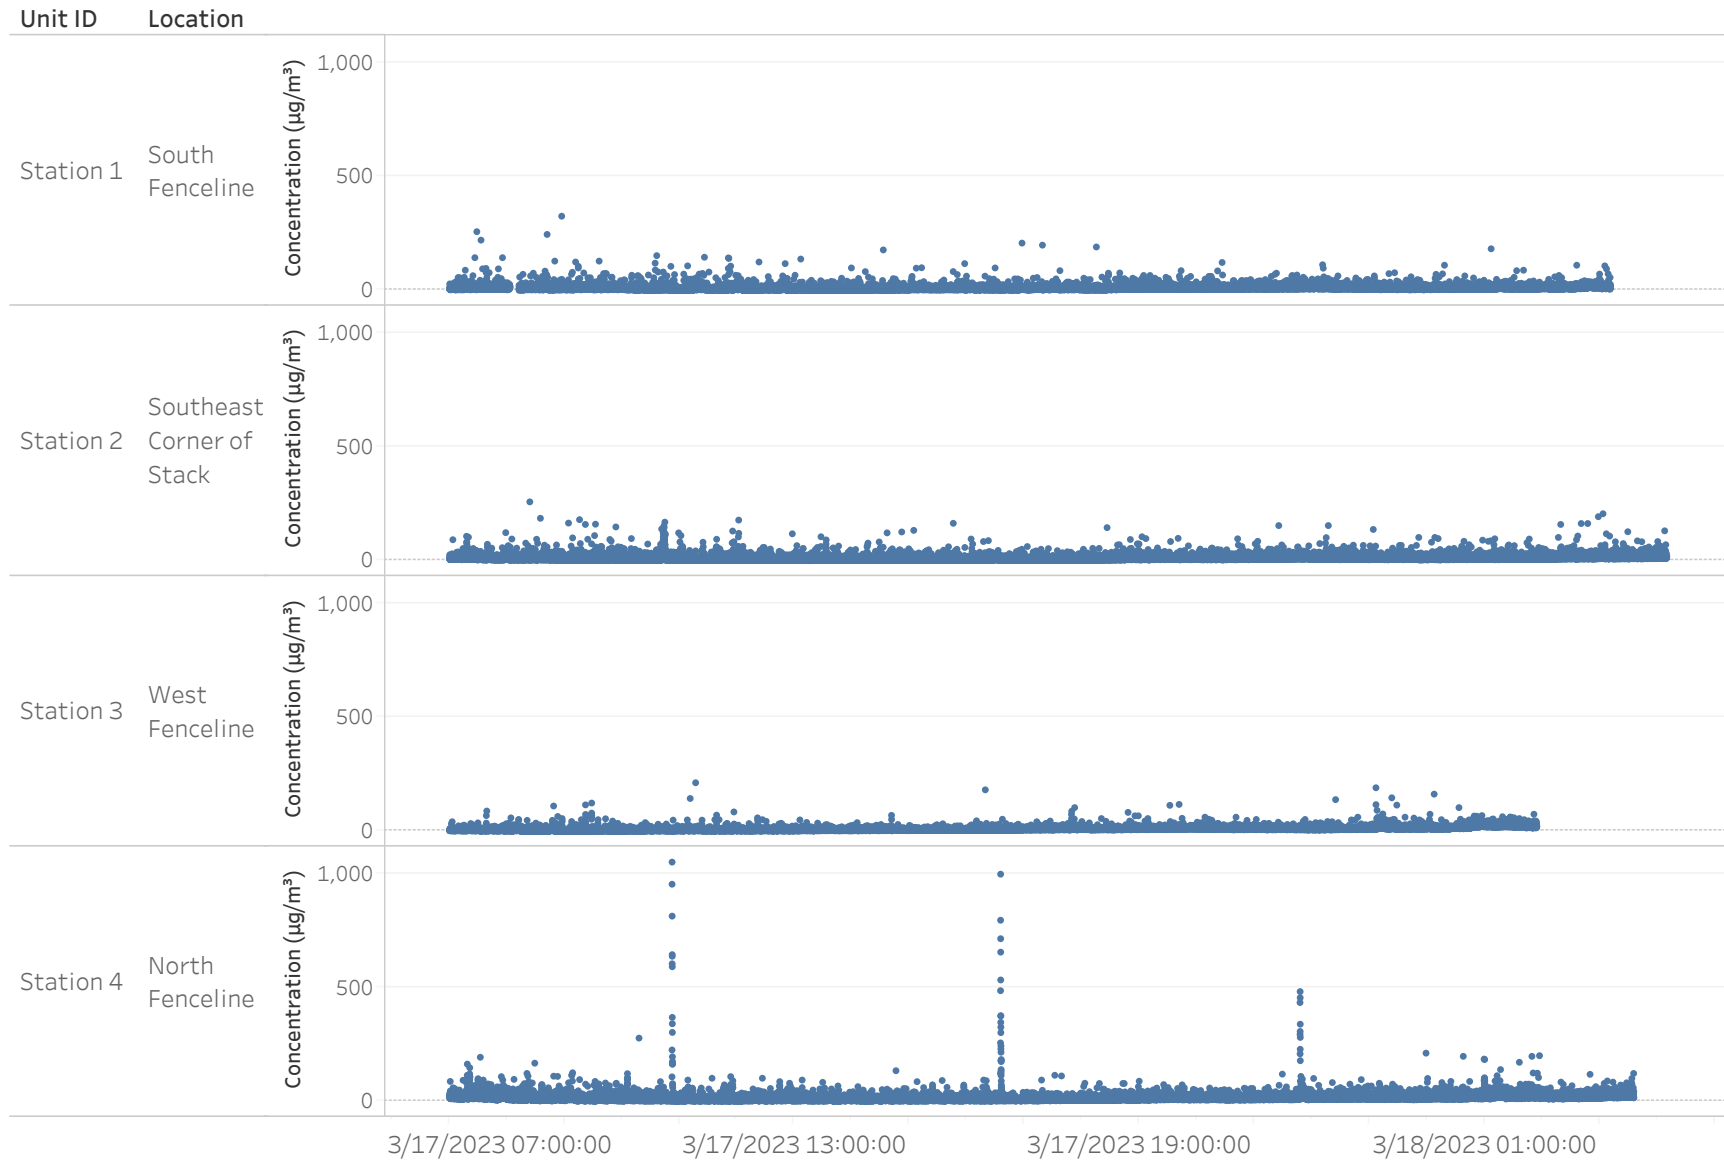 Unit ID Location
Station 1
South
Fenceline
Concentration (µg/m³)
1,000
500
0
Station 2
Southeast
Corner of
Stack
Concentration (µg/m³)
1,000
500
0
Station 3
West
Fenceline
Concentration (µg/m³)
1,000
500
0
Station 4
North
Fenceline
Concentration (µg/m³)
1,000
500
0
3/17/2023 07:00:00 3/17/2023 13:00:00 3/17/2023 19:00:00 3/18/2023 01:00:00